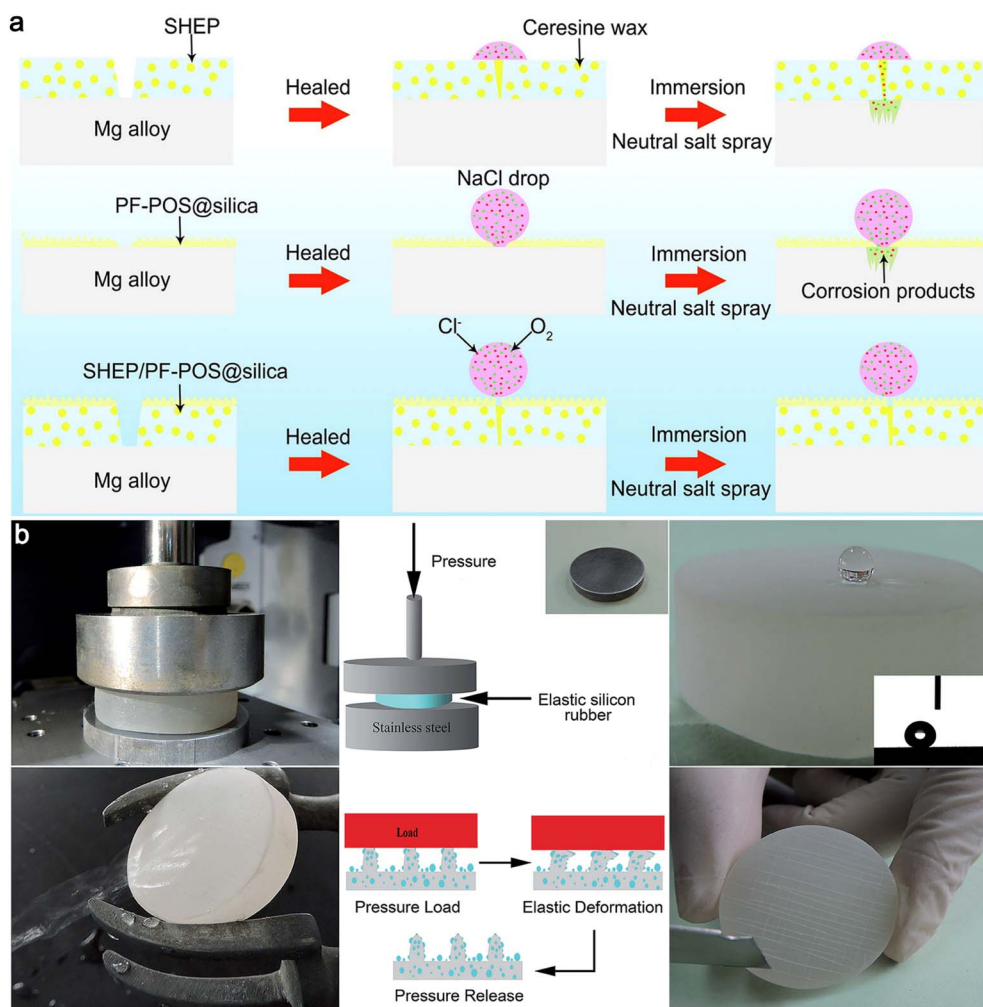 a
SHEP
Ceresine wax
Mg alloy
Healed
Immersion
Neutral salt spray
PF-POS@silica
NaCl drop
Mg alloy
Healed
Immersion
Neutral salt spray
Corrosion products
SHEP/PF-POS@silica
Cl-
O2
Mg alloy
Healed
Immersion
Neutral salt spray
b
Pressure
Elastic silicon
rubber
Stainless steel
Load
Pressure Load
Elastic Deformation
Pressure Release